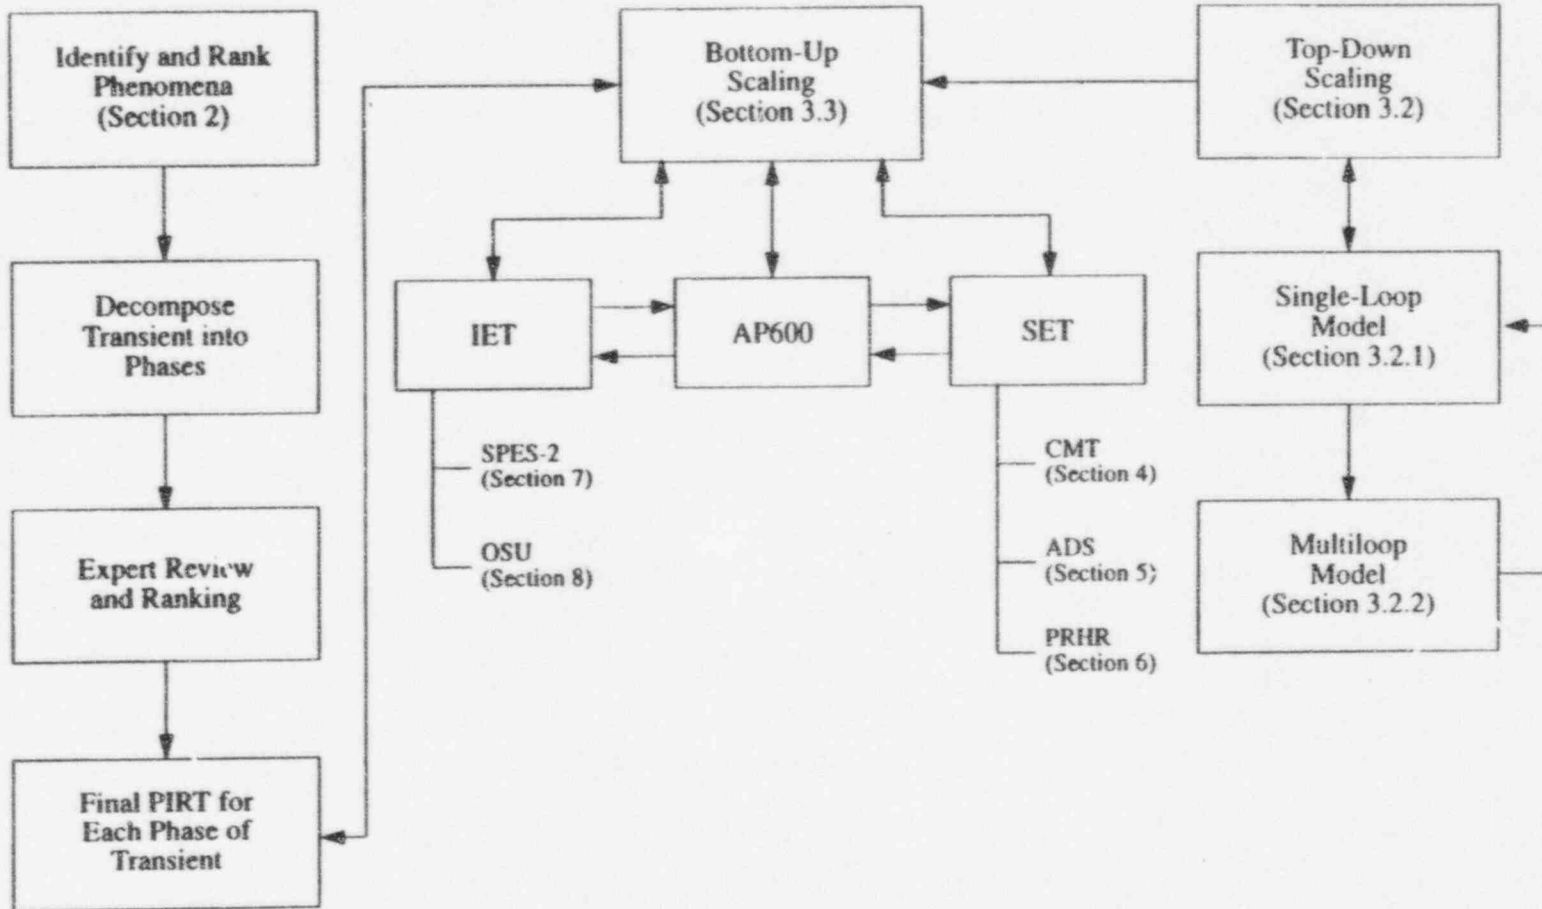 Identify and Rank
Phenomena
(Section 2)
Decompose
Transient into
Phases
Expert Review
and Ranking
Final PIRT for
Each Phase of
Transient
Bottom-Up
Scaling
(Section 3.3)
IET
AP600
SET
SPES-2
(Section 7)
OSU
(Section 8)
CMT
(Section 4)
ADS
(Section 5)
PRHR
(Section 6)
Top-Down
Scaling
(Section 3.2)
Single-Loop
Model
(Section 3.2.1)
Multiloop
Model
(Section 3.2.2)